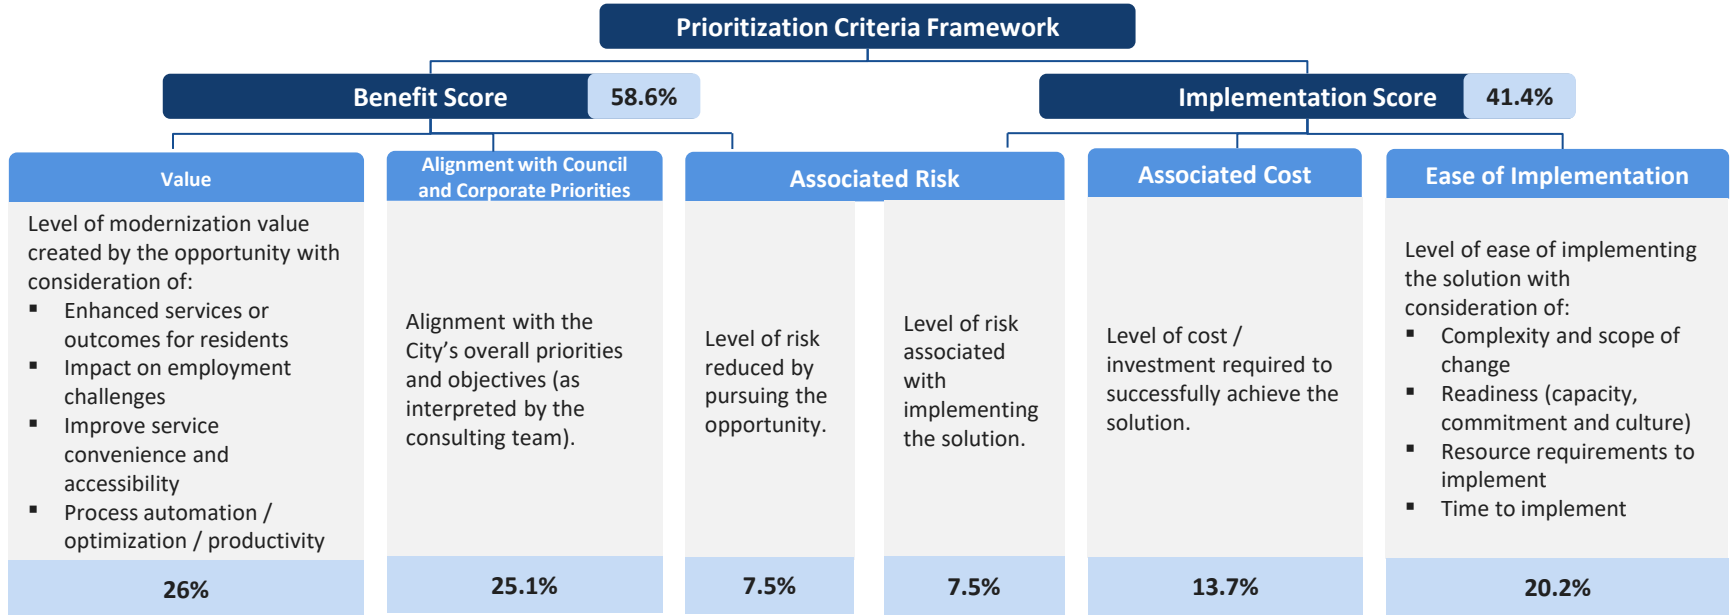 Prioritization Criteria Framework
Benefit Score
58.6%
Implementation Score
41.4%
Value
Level of modernization value
created by the opportunity with
consideration of:
▪ Enhanced services or
outcomes for residents
▪ Impact on employment
challenges
▪ Improve service
convenience and
accessibility
▪ Process automation /
optimization / productivity
26%
Alignment with Council
and Corporate Priorities
Alignment with the
City’s overall priorities
and objectives (as
interpreted by the
consulting team).
25.1%
Associated Risk
Level of risk
reduced by
pursuing the
opportunity.
7.5%
Level of risk
associated
with
implementing
the solution.
7.5%
Associated Cost
Level of cost /
investment required to
successfully achieve the
solution.
13.7%
Ease of Implementation
Level of ease of implementing
the solution with
consideration of:
▪ Complexity and scope of
change
▪ Readiness (capacity,
commitment and culture)
▪ Resource requirements to
implement
▪ Time to implement
20.2%